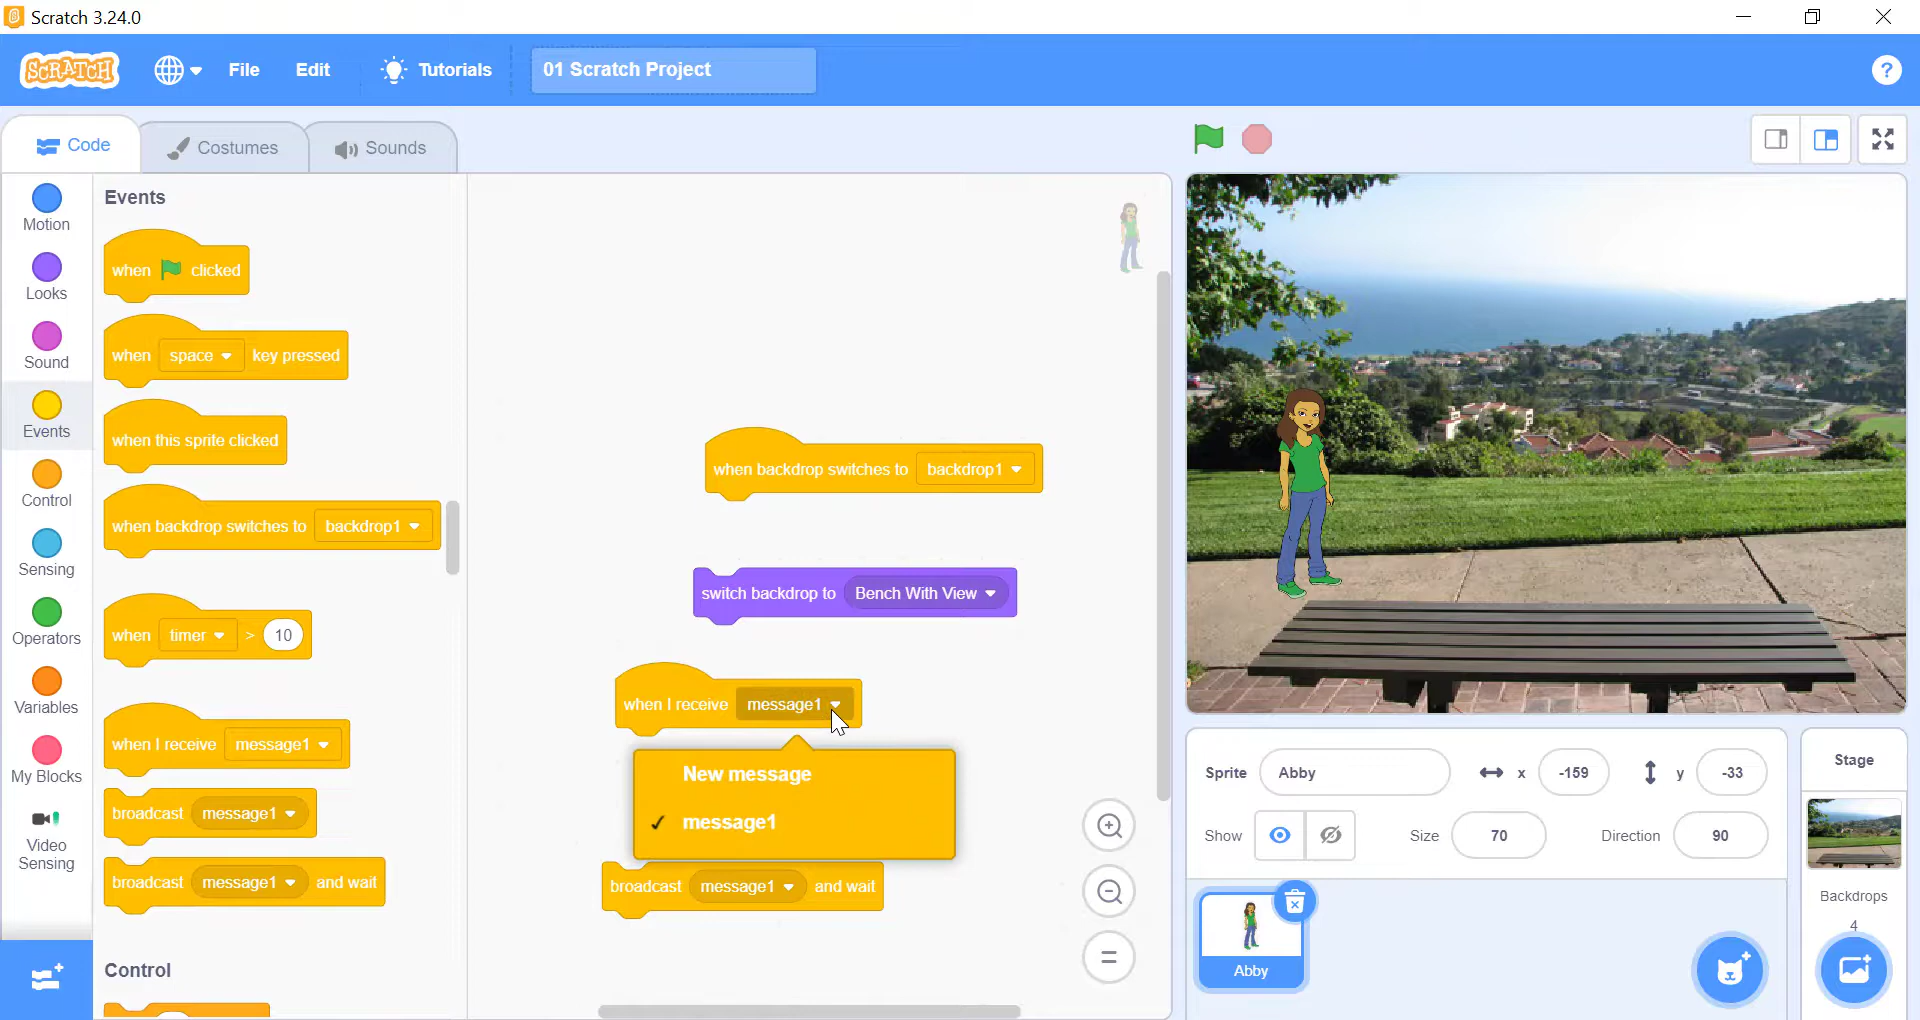 Scratch 3.24.0
SCRATCH
File
Edit
Tutorials
01 Scratch Project
?
Code
Costumes
Sounds
Motion
Looks
Sound
Events
Control
Sensing
Operators
Variables
My Blocks
Video
Sensing
Events
when clicked
when space key pressed
when this sprite clicked
when backdrop switches to backdrop1
when timer > 10
when I receive message1
broadcast message1
broadcast message1 and wait
Control
when backdrop switches to backdrop1
switch backdrop to Bench With View
when I receive message1
New message
✓ message1
broadcast message1 and wait
Sprite Abby x -159 y -33
Show Size 70 Direction 90
Abby
Stage
Backdrops
4